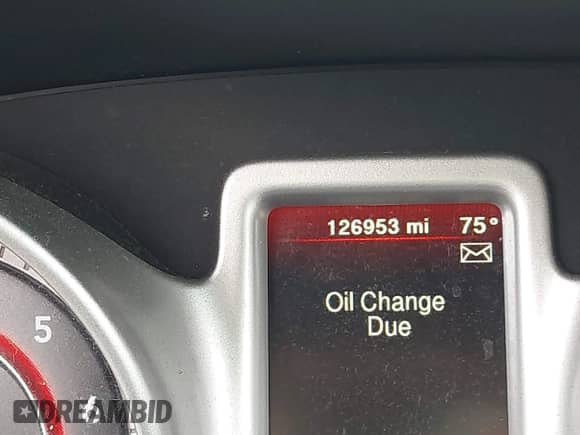 126953 mi 75°
Oil Change
Due
5
DREAMBID